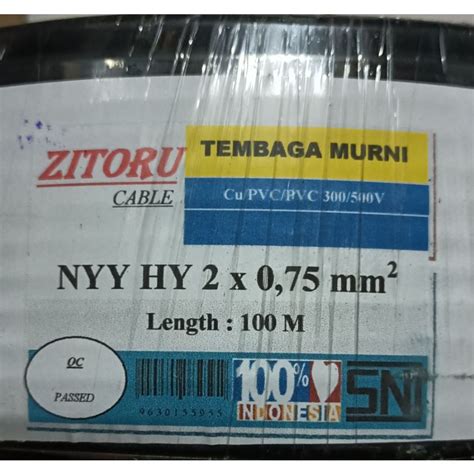 ZITORU
CABLE
TEMBAGA MURNI
Cu/PVC/PVC 300/500V
NYY HY 2 x 0,75 mm²
Length : 100 M
QC
PASSED
9630155955
100%
INDONESIA
SNI